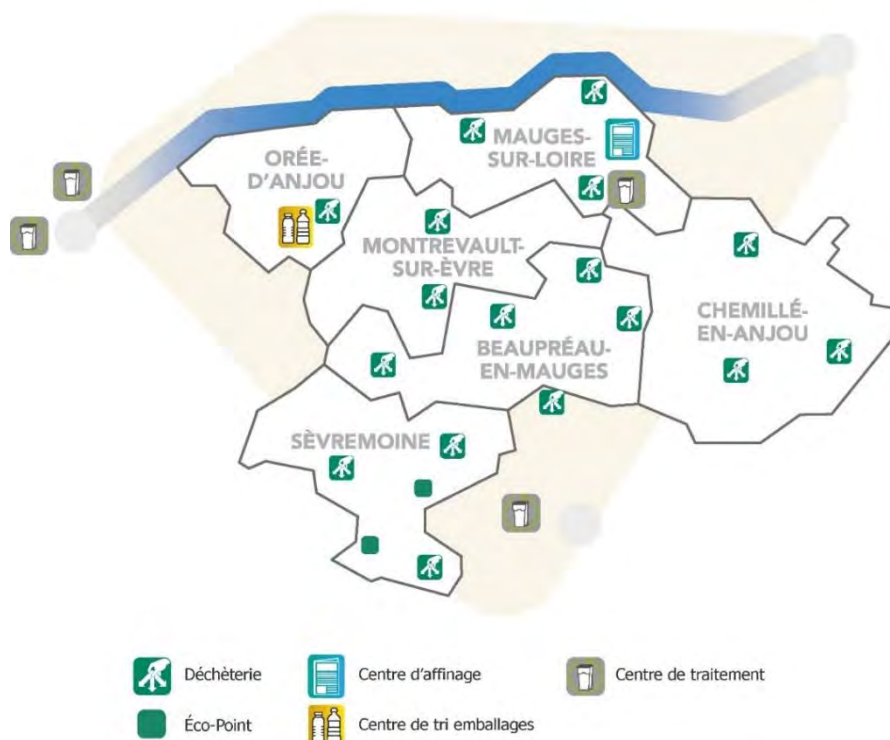 MAUGES-
SUR-LOIRE
ORÉE-
D'ANJOU
MONTREVAULT-
SUR-ÈVRE
CHEMILLÉ-
EN-ANJOU
BEAUPRÉAU-
EN-MAUGES
SÈVREMOINE
Déchèterie
Centre d'affinage
Centre de traitement
Éco-Point
Centre de tri emballages